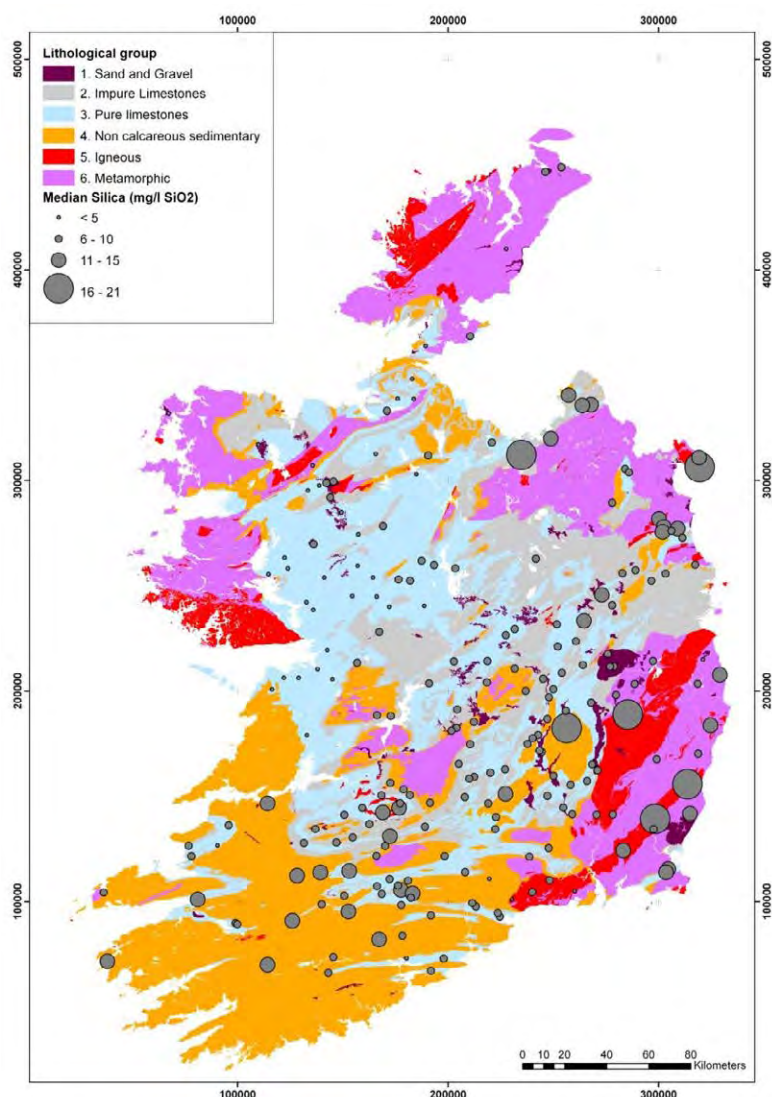 100000 200000 300000
Lithological group
1. Sand and Gravel
2. Impure Limestones
3. Pure limestones
4. Non calcareous sedimentary
5. Igneous
6. Metamorphic
Median Silica (mg/l SiO2)
< 5
6 - 10
11 - 15
16 - 21
500000 500000
400000 400000
300000 300000
200000 200000
100000 100000
0 10 20 40 60 80
Kilometers
100000 200000 300000